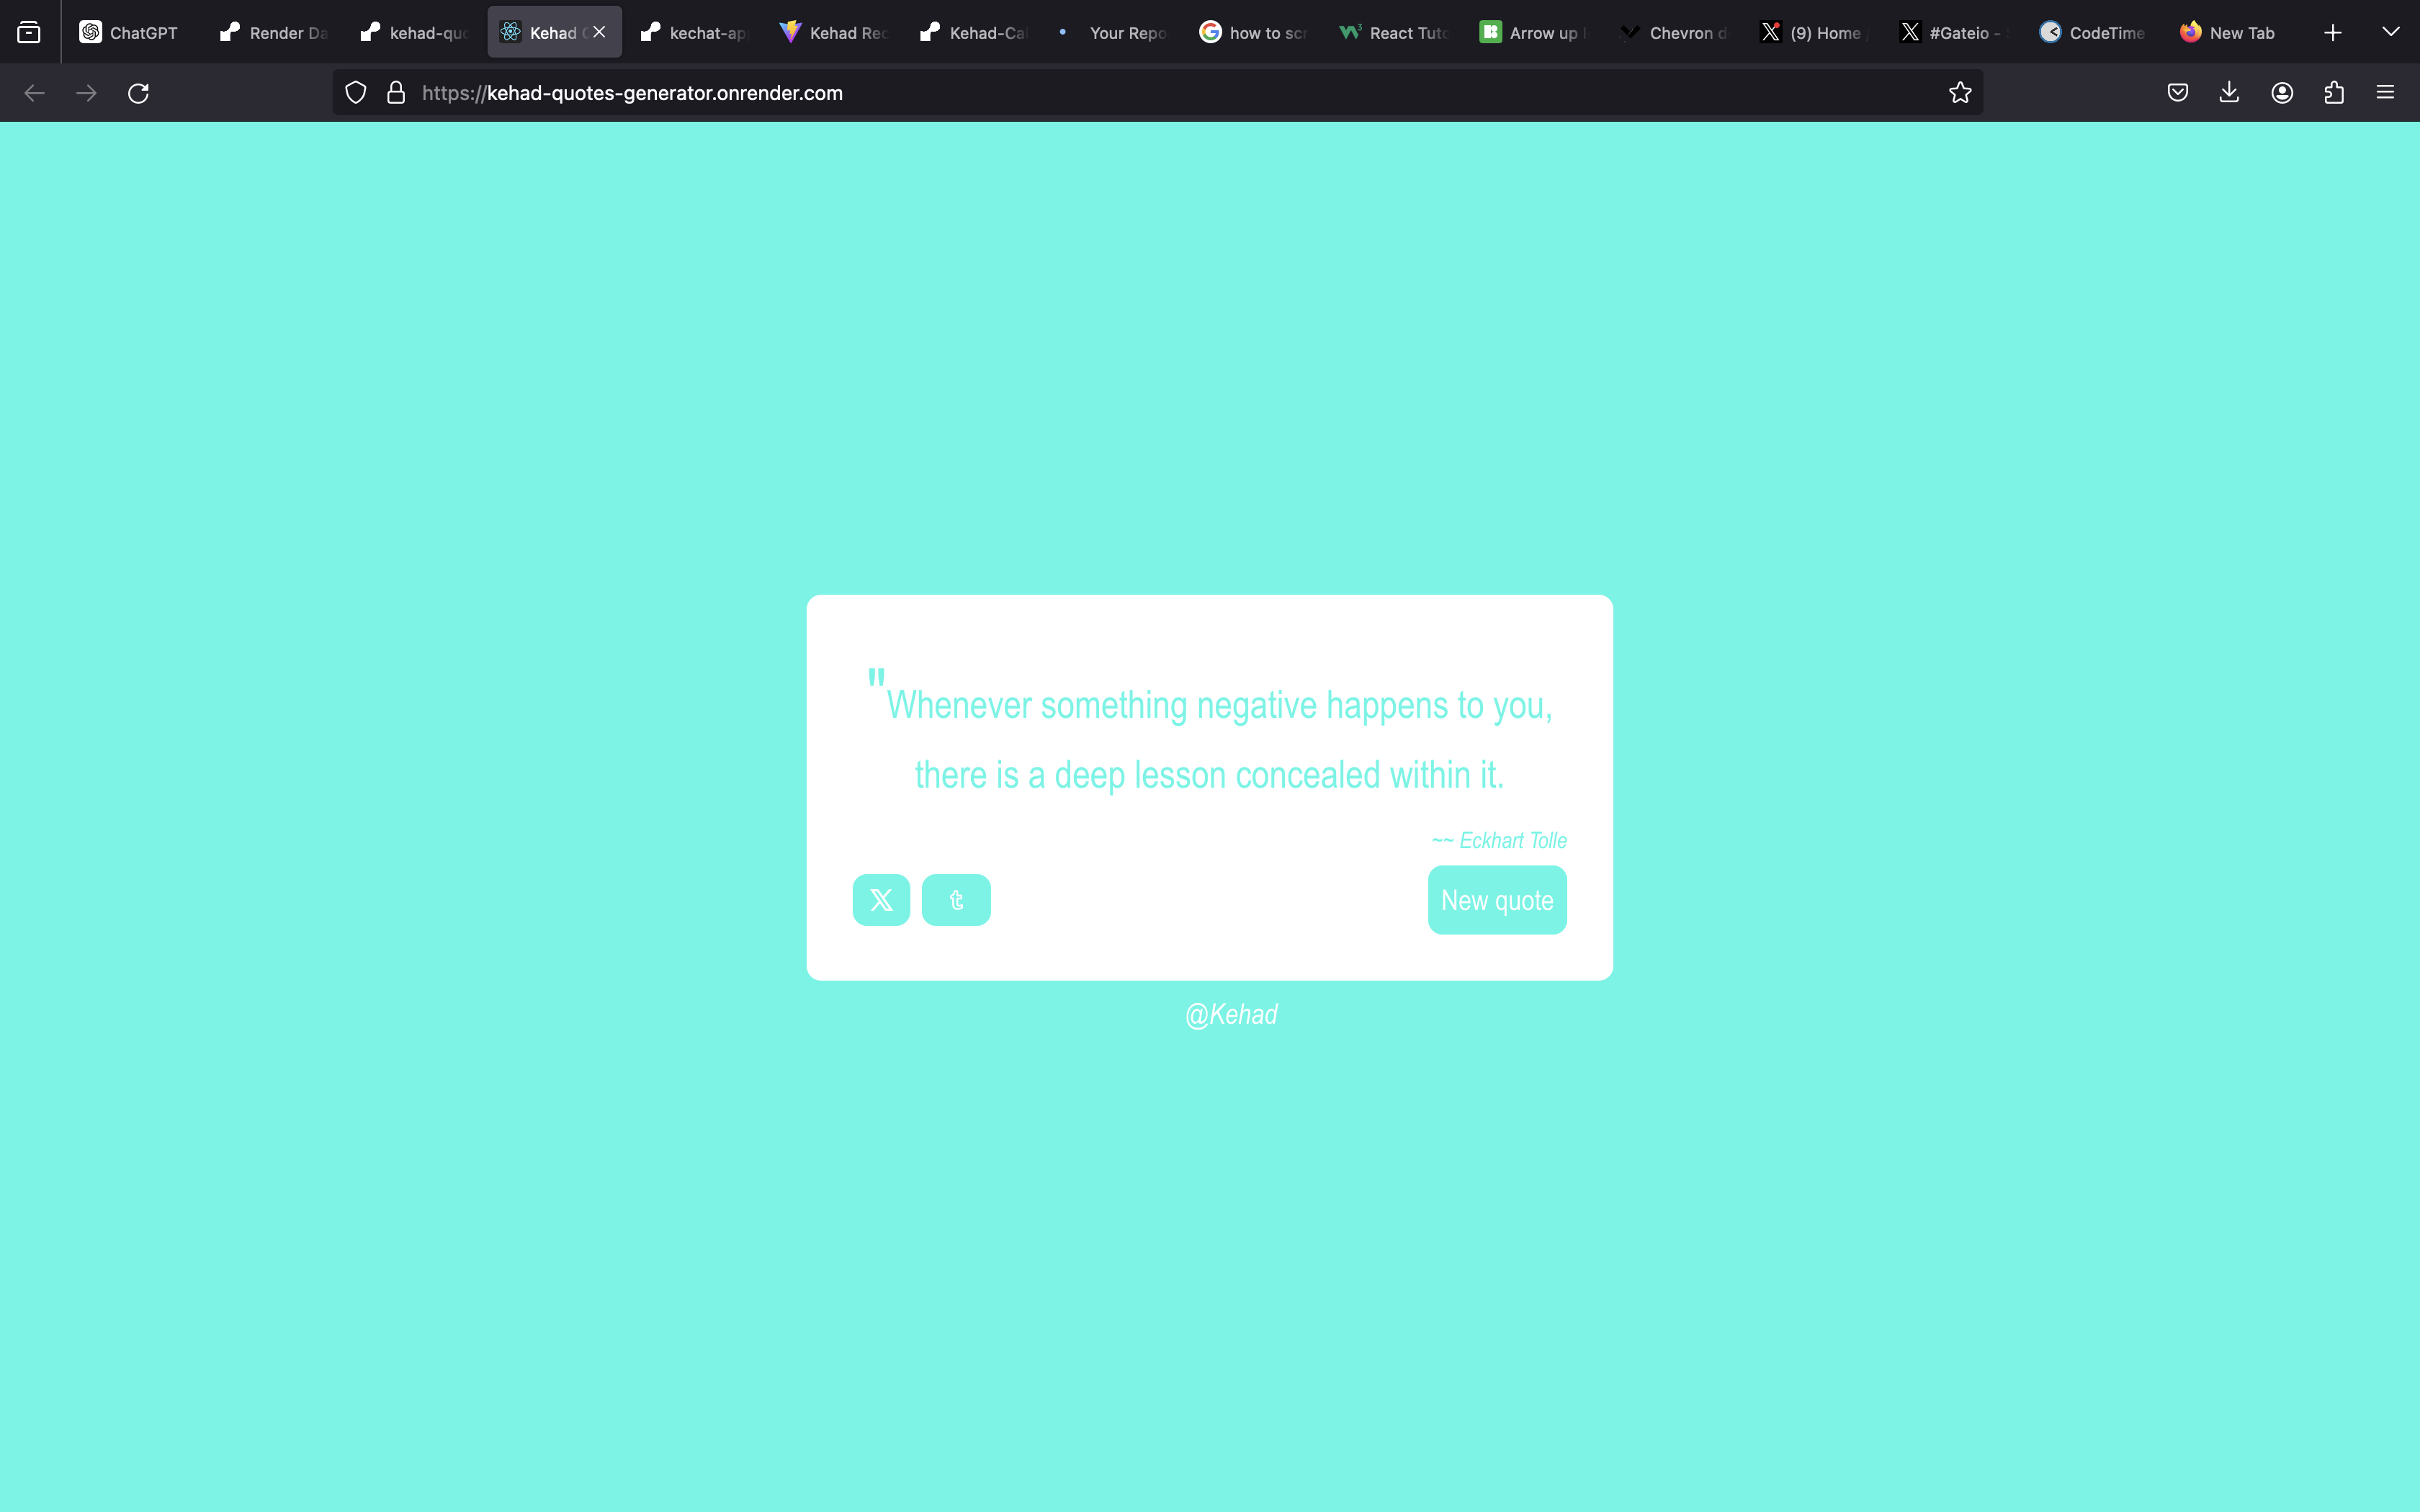 ChatGPT
Render Da
kehad-quo
Kehad
kechat-ap
Kehad Rec
Kehad-Cal
Your Repo
how to scr
React Tuto
Arrow up
Chevron d
(9) Home /
#Gateio -
CodeTime
New Tab
https://kehad-quotes-generator.onrender.com
"Whenever something negative happens to you,
there is a deep lesson concealed within it.
~~ Eckhart Tolle
X
t
New quote
@Kehad